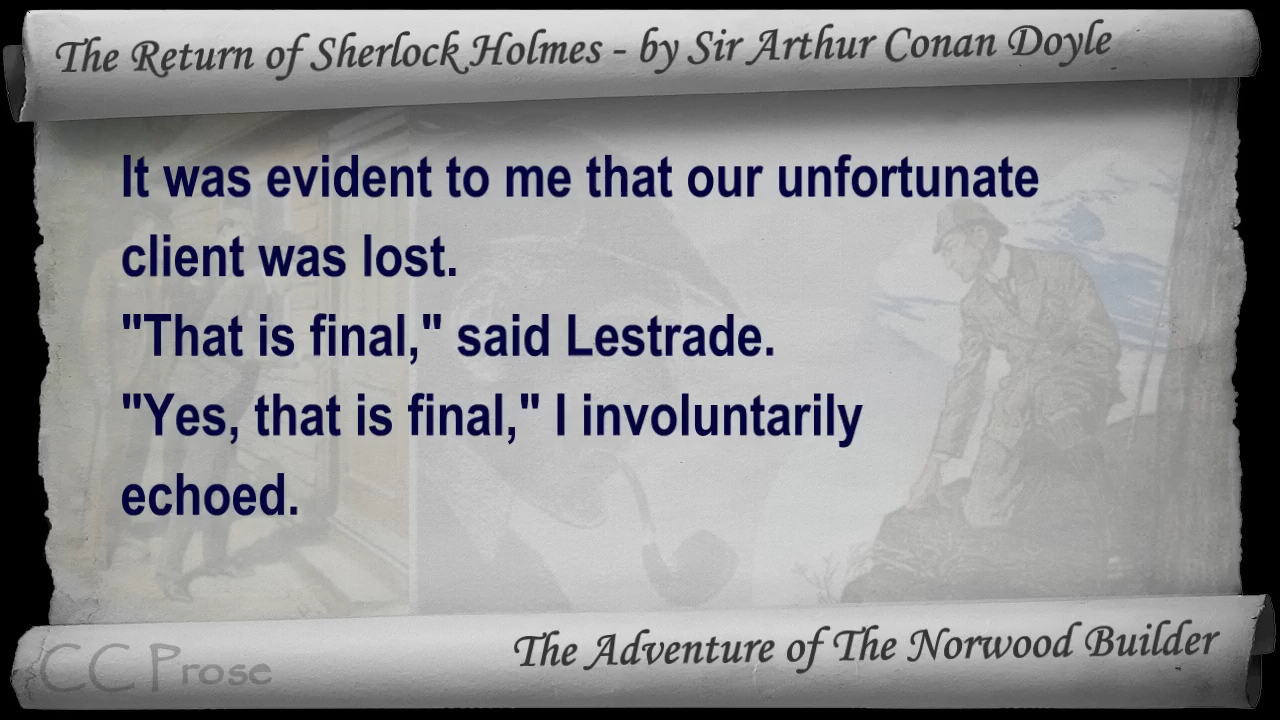 The Return of Sherlock Holmes - by Sir Arthur Conan Doyle
It was evident to me that our unfortunate
client was lost.
"That is final," said Lestrade.
"Yes, that is final," I involuntarily
echoed.
The Adventure of The Norwood Builder
CC Prose